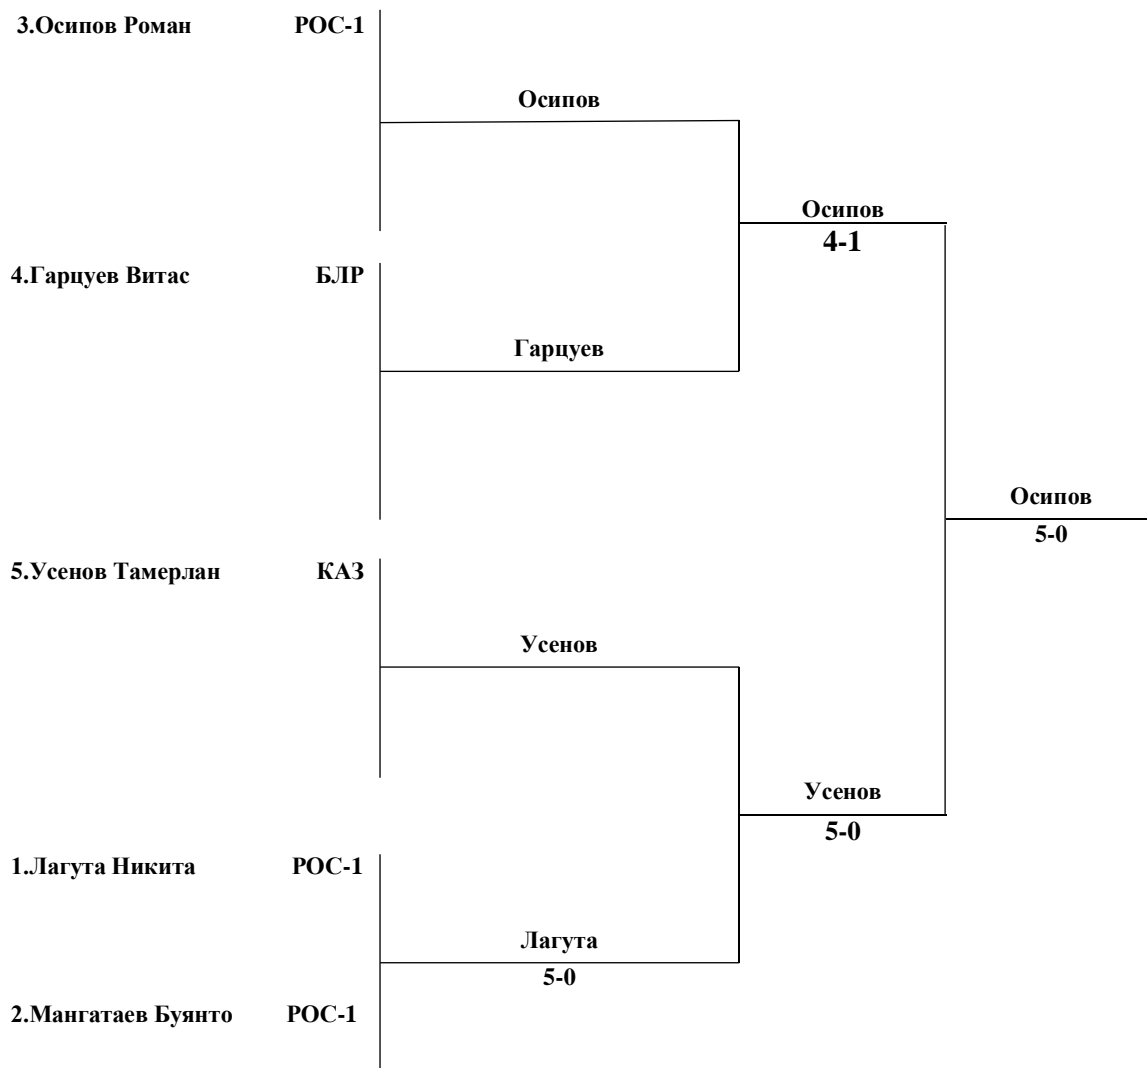 3.Осипов Роман РОС-1
Осипов
Осипов
4-1
4.Гарцуев Витас БЛР
Гарцуев
Осипов
5-0
5.Усенов Тамерлан КАЗ
Усенов
Усенов
5-0
1.Лагута Никита РОС-1
Лагута
5-0
2.Мангатаев Буянто РОС-1